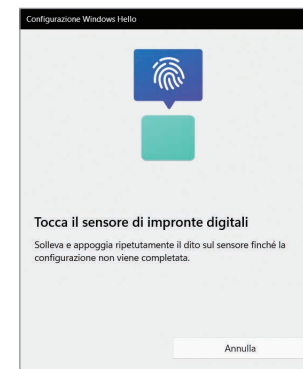 Configurazione Windows Hello
Tocca il sensore di impronte digitali
Solleva e appoggia ripetutamente il dito sul sensore finché la
configurazione non viene completata.
Annulla